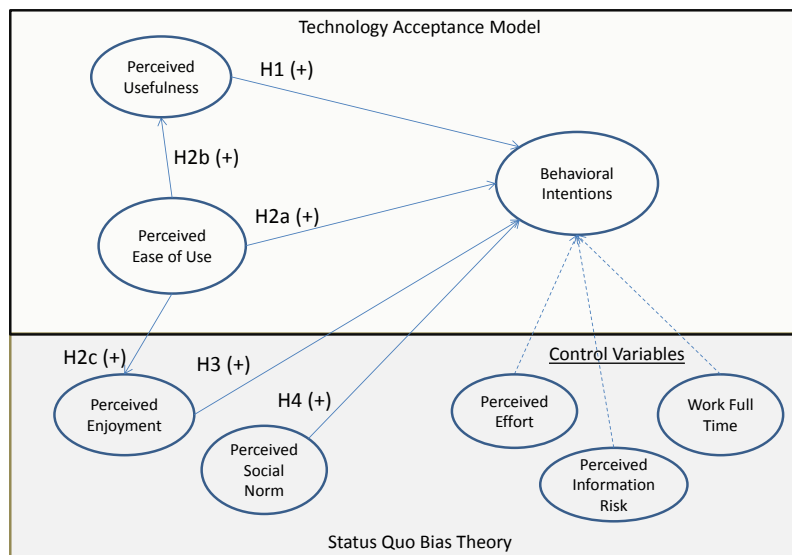 Technology Acceptance Model
Perceived
Usefulness
H1 (+)
H2b (+)
Behavioral
Intentions
H2a (+)
Perceived
Ease of Use
H2c (+)
H3 (+)
Control Variables
Perceived
Enjoyment
H4 (+)
Perceived
Effort
Work Full
Time
Perceived
Social
Norm
Perceived
Information
Risk
Status Quo Bias Theory